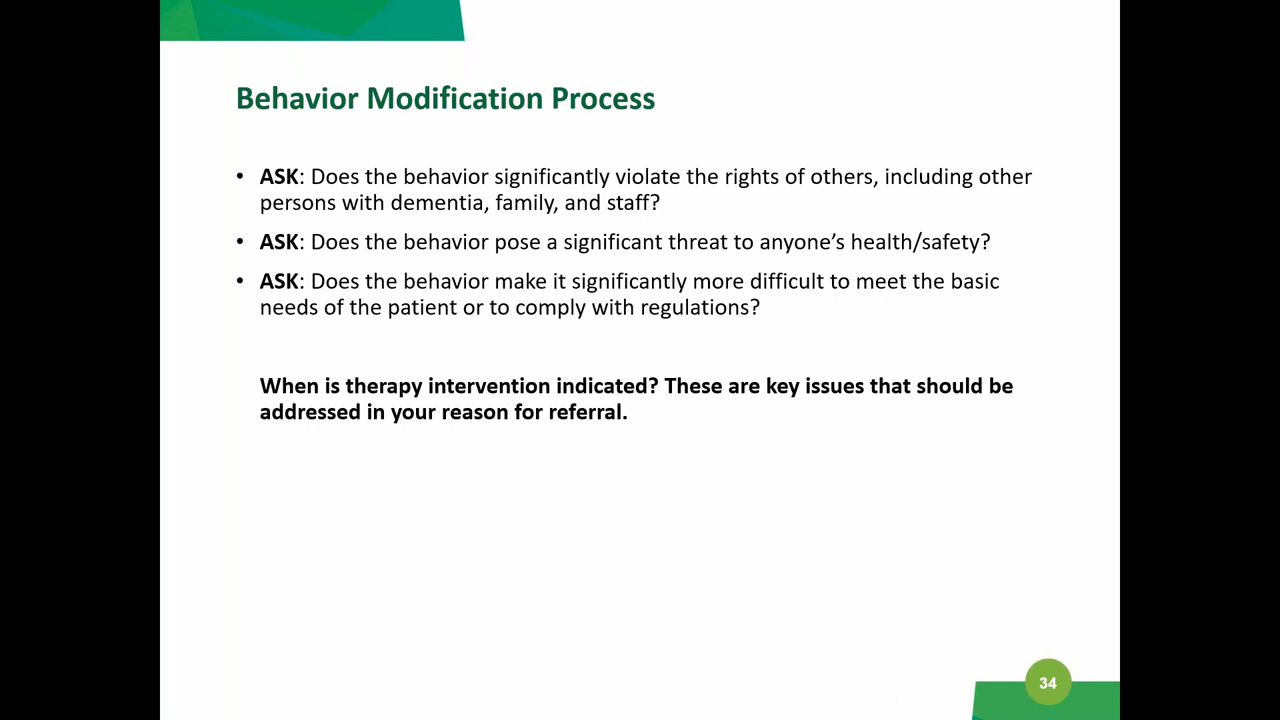 Behavior Modification Process
• ASK: Does the behavior significantly violate the rights of others, including other
persons with dementia, family, and staff?
• ASK: Does the behavior pose a significant threat to anyone’s health/safety?
• ASK: Does the behavior make it significantly more difficult to meet the basic
needs of the patient or to comply with regulations?
When is therapy intervention indicated? These are key issues that should be
addressed in your reason for referral.
34